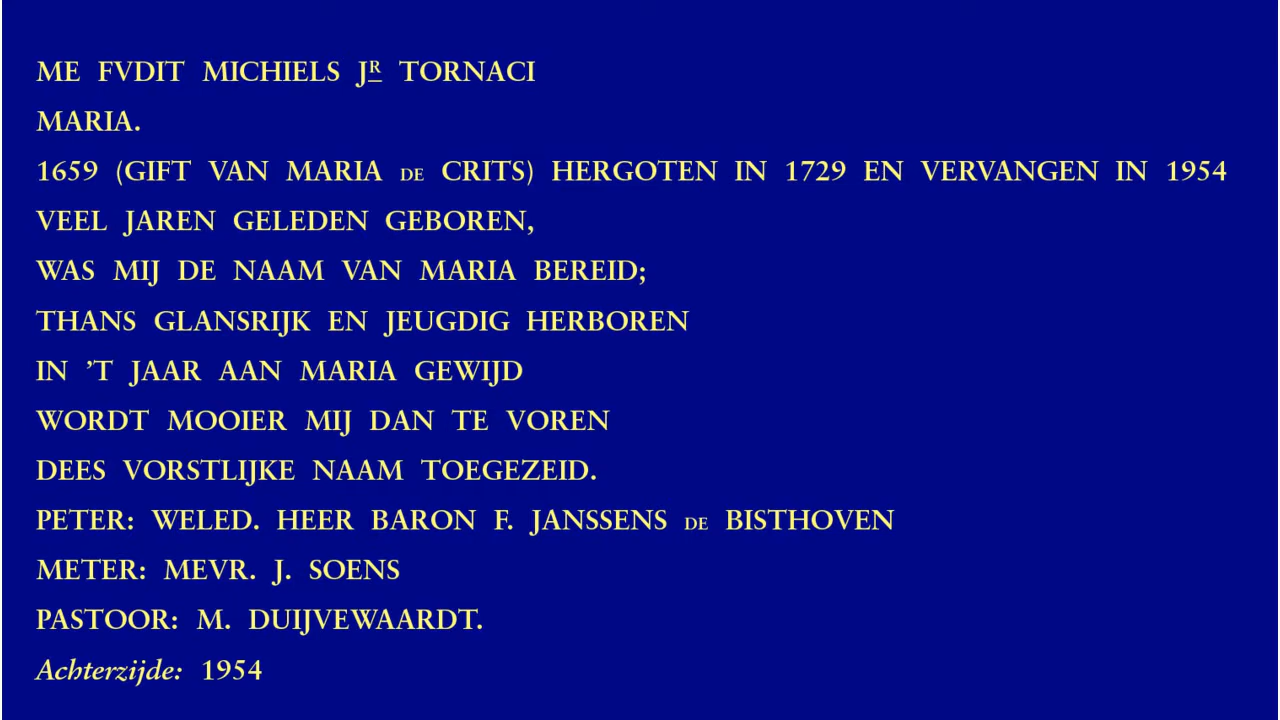 ME FVDIT MICHIELS JR TORNACI
MARIA.
1659 (GIFT VAN MARIA DE CRITS) HERGOTEN IN 1729 EN VERVANGEN IN 1954
VEEL JAREN GELEDEN GEBOREN,
WAS MIJ DE NAAM VAN MARIA BEREID;
THANS GLANSRIJK EN JEUGDIG HERBOREN
IN ’T JAAR AAN MARIA GEWIJD
WORDT MOOIER MIJ DAN TE VOREN
DEES VORSTLIJKE NAAM TOEGEZEID.
PETER: WELED. HEER BARON F. JANSSENS DE BISTHOVEN
METER: MEVR. J. SOENS
PASTOOR: M. DUIJVEWAARDT.
Achterzijde: 1954